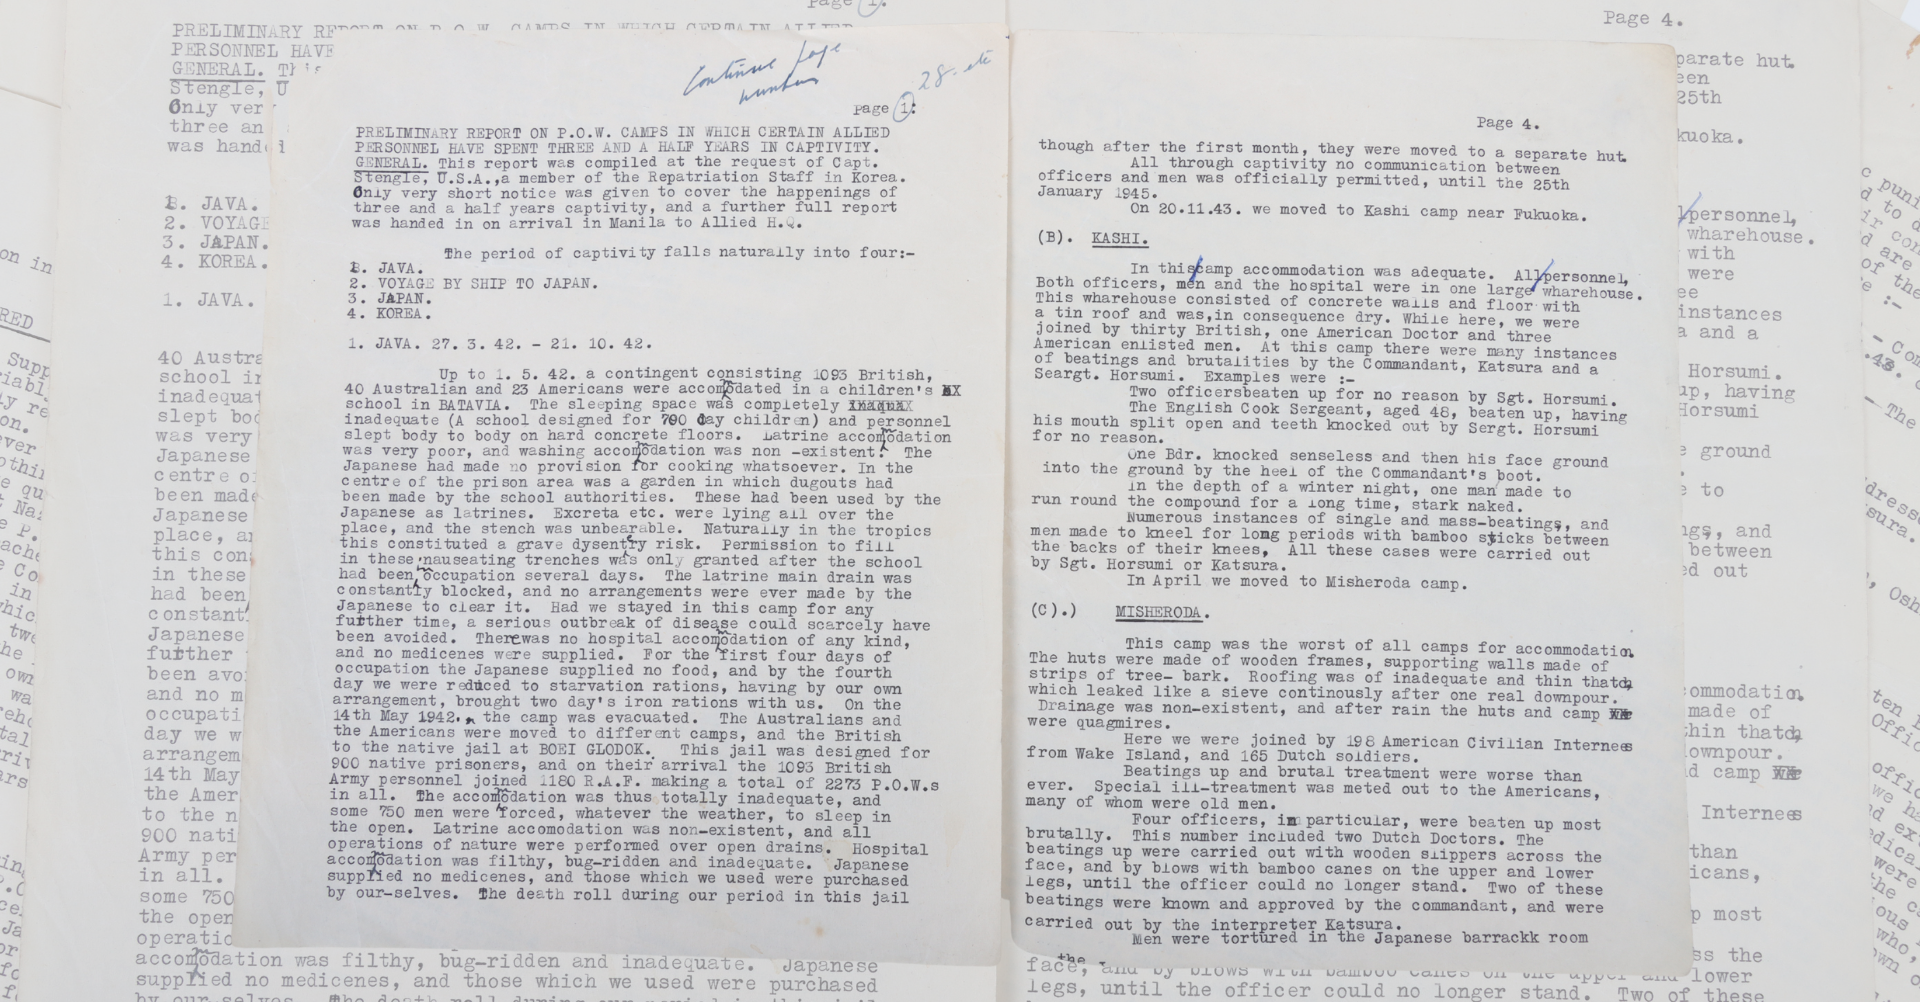 Continue page
numbers
28. etc
Page 1:
PRELIMINARY REPORT ON P.O.W. CAMPS IN WHICH CERTAIN ALLIED
PERSONNEL HAVE SPENT THREE AND A HALF YEARS IN CAPTIVITY.
GENERAL. This report was compiled at the request of Capt.
Stengle, U.S.A.,a member of the Repatriation Staff in Korea.
Only very short notice was given to cover the happenings of
three and a half years captivity, and a further full report
was handed in on arrival in Manila to Allied H.Q.
The period of captivity falls naturally into four:-
1. JAVA.
2. VOYAGE BY SHIP TO JAPAN.
3. JAPAN.
4. KOREA.
1. JAVA. 27. 3. 42. - 21. 10. 42.
Up to 1. 5. 42. a contingent consisting 1093 British,
40 Australian and 23 Americans were accommodated in a children's
school in BATAVIA. The sleeping space was completely
inadequate (A school designed for 700 day children) and personnel
slept body to body on hard concrete floors. Latrine accommodation
was very poor, and washing accommodation was non -existent. The
Japanese had made no provision for cooking whatsoever. In the
centre of the prison area was a garden in which dugouts had
been made by the school authorities. These had been used by the
Japanese as latrines. Excreta etc. were lying all over the
place, and the stench was unbearable. Naturally in the tropics
this constituted a grave dysentry risk. Permission to fill
in these nauseating trenches was only granted after the school
had been occupation several days. The latrine main drain was
constantly blocked, and no arrangements were ever made by the
Japanese to clear it. Had we stayed in this camp for any
further time, a serious outbreak of disease could scarcely have
been avoided. There was no hospital accommodation of any kind,
and no medicenes were supplied. For the first four days of
occupation the Japanese supplied no food, and by the fourth
day we were reduced to starvation rations, having by our own
arrangement, brought two day's iron rations with us. On the
14th May 1942. the camp was evacuated. The Australians and
the Americans were moved to different camps, and the British
to the native jail at BOEI GLODOK. This jail was designed for
900 native prisoners, and on their arrival the 1093 British
Army personnel joined 1180 R.A.F. making a total of 2273 P.O.W.s
in all. The accommodation was thus totally inadequate, and
some 750 men were forced, whatever the weather, to sleep in
the open. Latrine accomodation was non-existent, and all
operations of nature were performed over open drains. Hospital
accommodation was filthy, bug-ridden and inadequate. Japanese
supplied no medicenes, and those which we used were purchased
by our-selves. The death roll during our period in this jail
Page 4.
though after the first month, they were moved to a separate hut.
All through captivity no communication between
officers and men was officially permitted, until the 25th
January 1945.
On 20.11.43. we moved to Kashi camp near Fukuoka.
(B). KASHI.
In this/camp accommodation was adequate. All/personnel,
Both officers, men and the hospital were in one large wharehouse.
This wharehouse consisted of concrete walls and floor with
a tin roof and was,in consequence dry. While here, we were
joined by thirty British, one American Doctor and three
American enlisted men. At this camp there were many instances
of beatings and brutalities by the Commandant, Katsura and a
Seargt. Horsumi. Examples were :-
Two officersbeaten up for no reason by Sgt. Horsumi.
The English Cook Sergeant, aged 48, beaten up, having
his mouth split open and teeth knocked out by Sergt. Horsumi
for no reason.
One Bdr. knocked senseless and then his face ground
into the ground by the heel of the Commandant's boot.
In the depth of a winter night, one man made to
run round the compound for a long time, stark naked.
Numerous instances of single and mass-beatings, and
men made to kneel for long periods with bamboo sticks between
the backs of their knees, All these cases were carried out
by Sgt. Horsumi or Katsura.
In April we moved to Misheroda camp.
(C).) MISHERODA.
This camp was the worst of all camps for accommodation.
The huts were made of wooden frames, supporting walls made of
strips of tree- bark. Roofing was of inadequate and thin thatch,
which leaked like a sieve continously after one real downpour.
Drainage was non-existent, and after rain the huts and camp
were quagmires.
Here we were joined by 198 American Civilian Internees
from Wake Island, and 165 Dutch soldiers.
Beatings up and brutal treatment were worse than
ever. Special ill-treatment was meted out to the Americans,
many of whom were old men.
Four officers, in particular, were beaten up most
brutally. This number included two Dutch Doctors. The
beatings up were carried out with wooden slippers across the
face, and by blows with bamboo canes on the upper and lower
legs, until the officer could no longer stand. Two of these
beatings were known and approved by the commandant, and were
carried out by the interpreter Katsura.
Men were tortured in the Japanese barrackk room